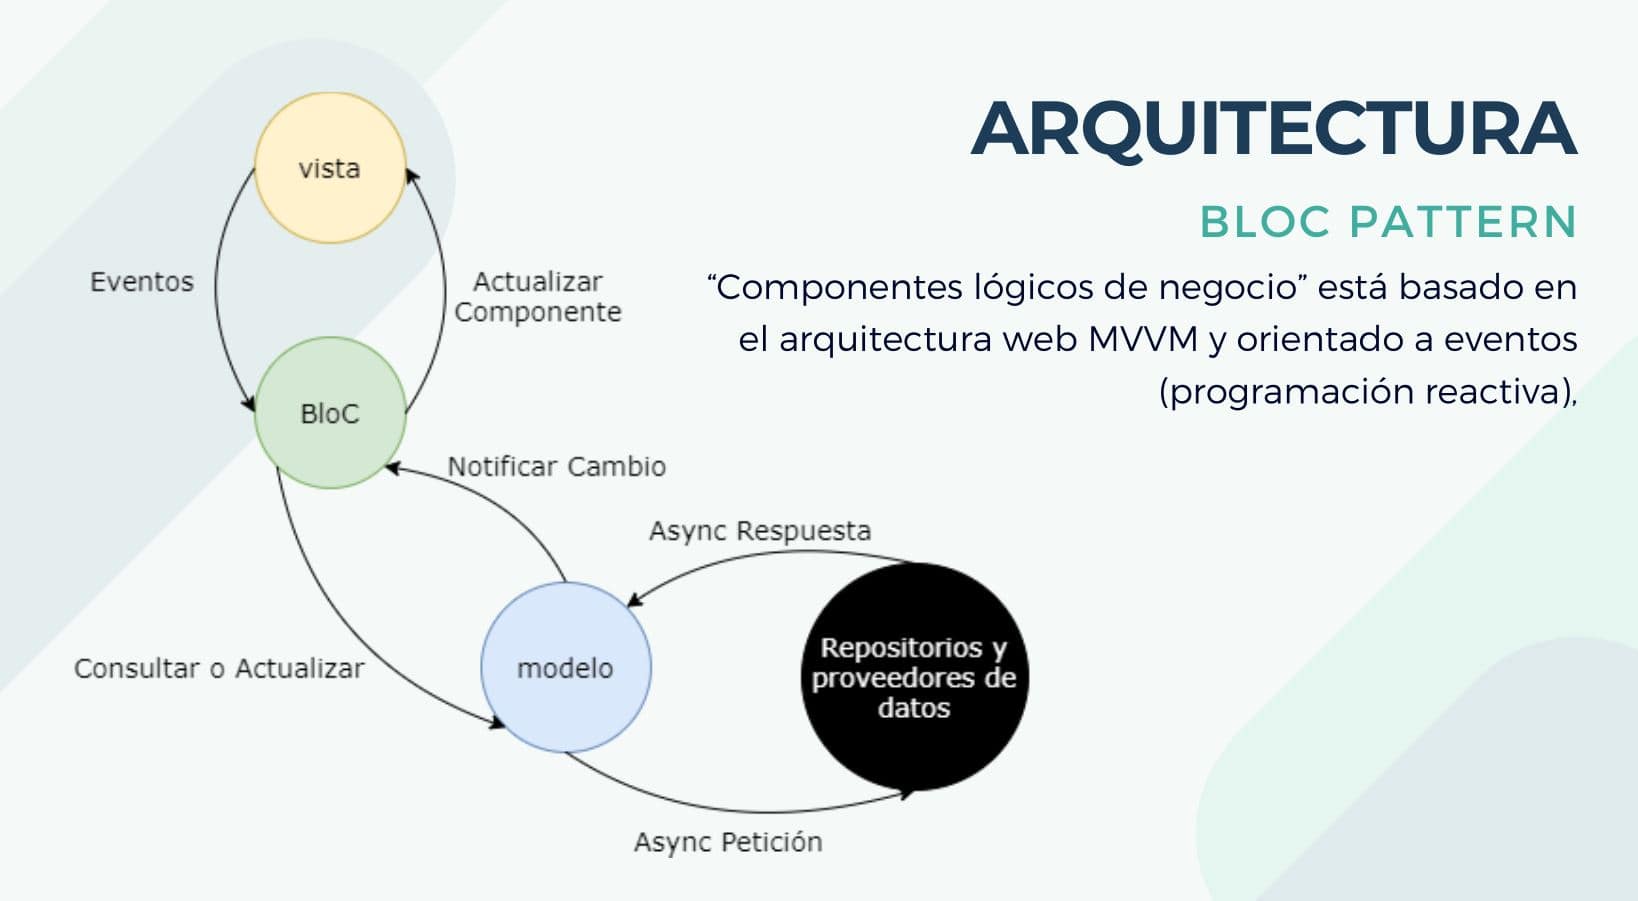 ARQUITECTURA
BLOC PATTERN
“Componentes lógicos de negocio” está basado en
el arquitectura web MVVM y orientado a eventos
(programación reactiva),
vista
Eventos
Actualizar
Componente
BloC
Notificar Cambio
Async Respuesta
Consultar o Actualizar
modelo
Repositorios y
proveedores de
datos
Async Petición